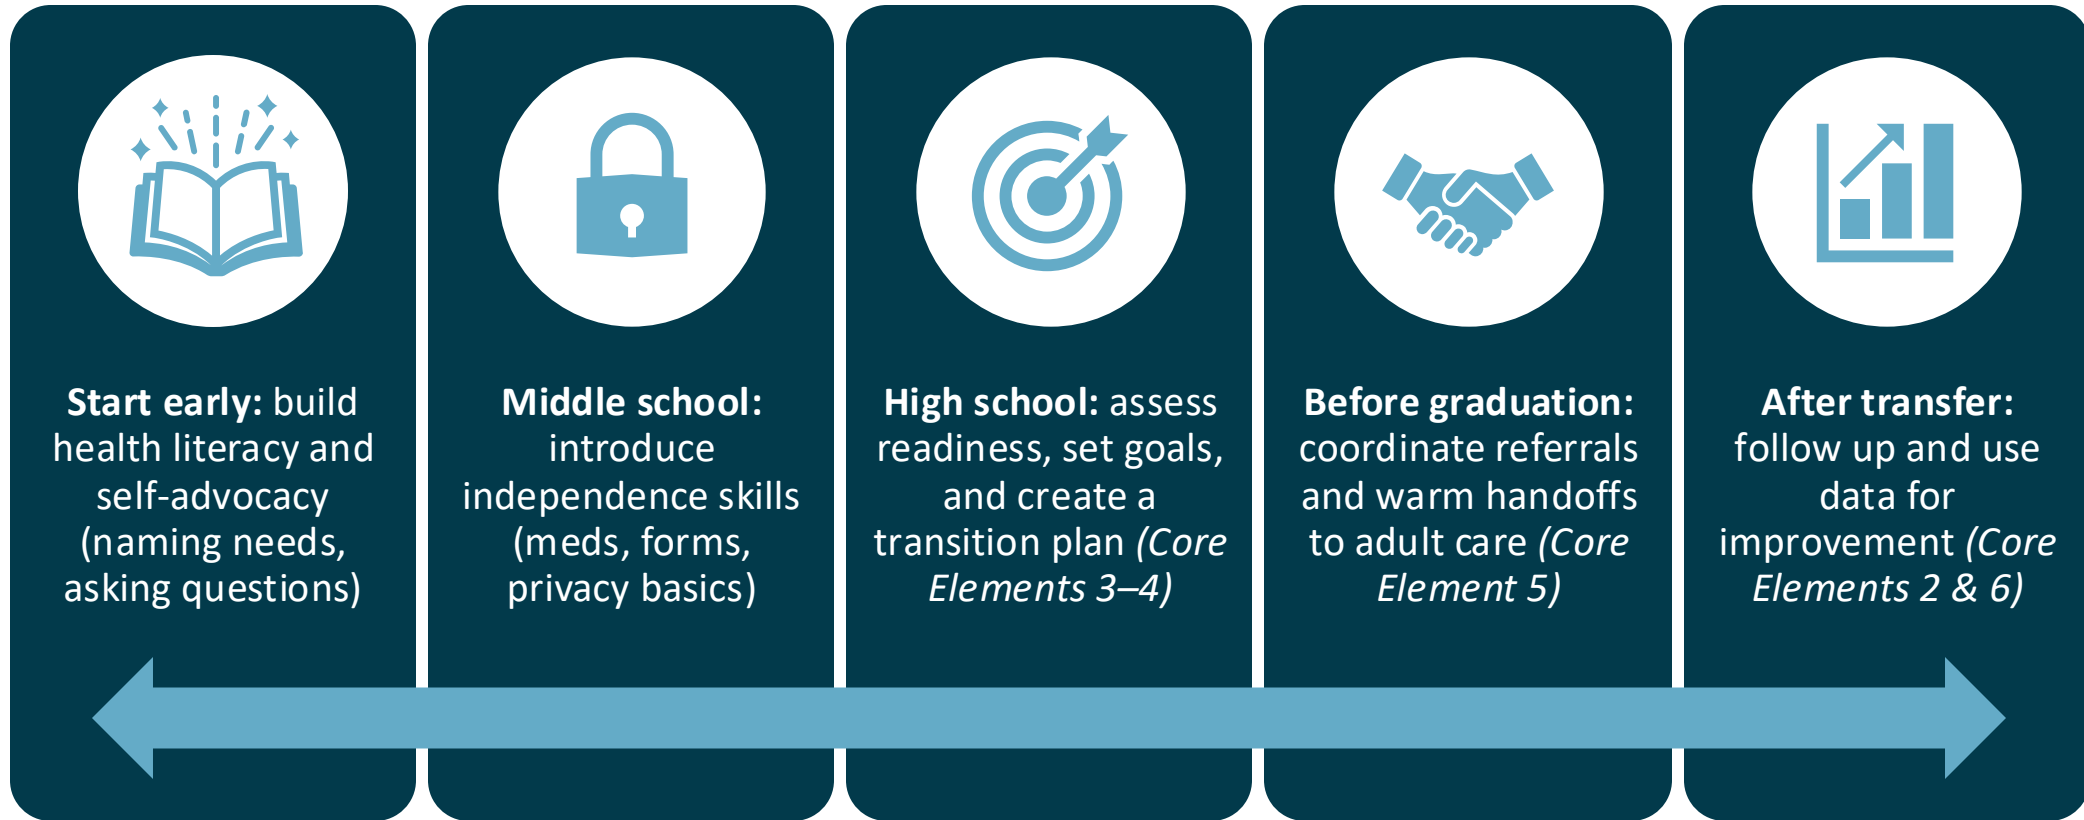 Start early: build
health literacy and
self-advocacy
(naming needs,
asking questions)
Middle school:
introduce
independence skills
(meds, forms,
privacy basics)
High school: assess
readiness, set goals,
and create a
transition plan (Core
Elements 3–4)
Before graduation:
coordinate referrals
and warm handoffs
to adult care (Core
Element 5)
After transfer:
follow up and use
data for
improvement (Core
Elements 2 & 6)